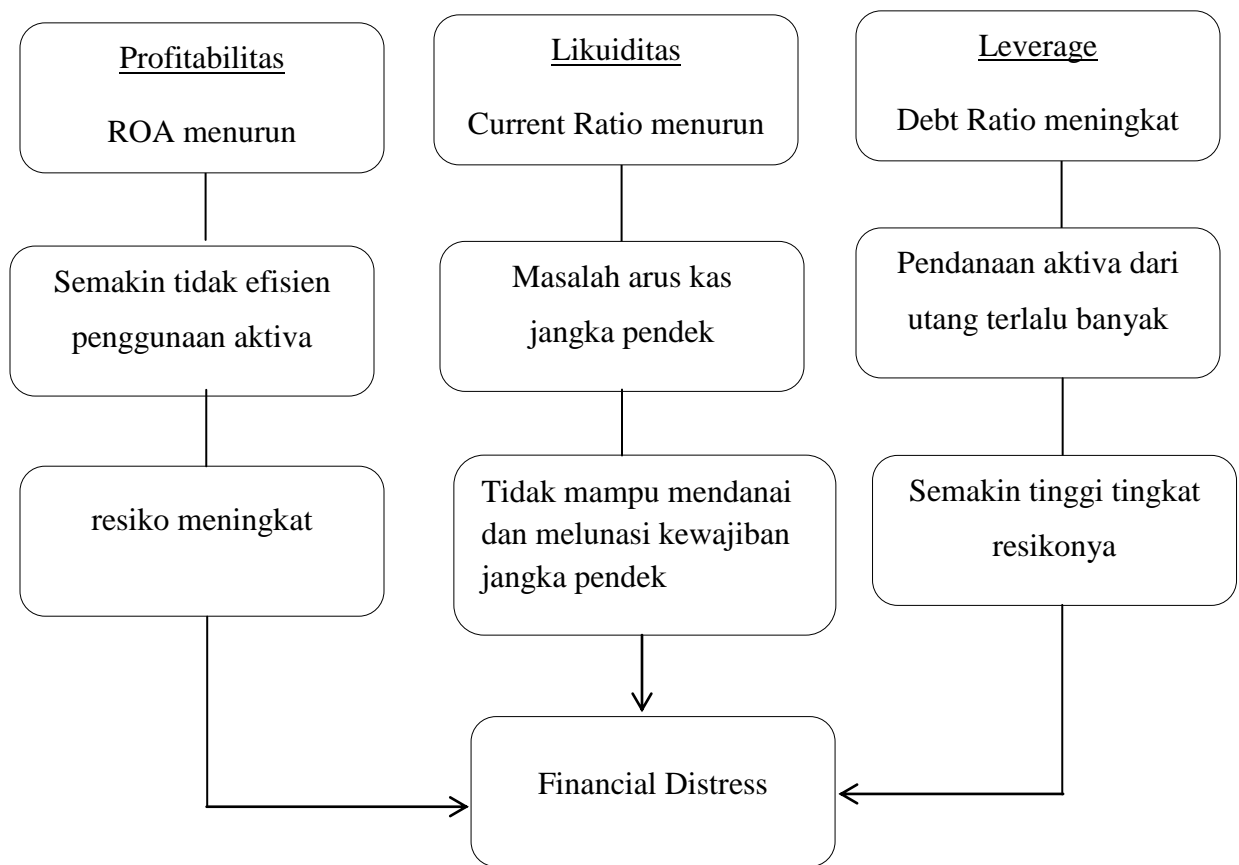 Profitabilitas
ROA menurun
Semakin tidak efisien
penggunaan aktiva
resiko meningkat
Likuiditas
Current Ratio menurun
Masalah arus kas
jangka pendek
Tidak mampu mendanai
dan melunasi kewajiban
jangka pendek
Leverage
Debt Ratio meningkat
Pendanaan aktiva dari
utang terlalu banyak
Semakin tinggi tingkat
resikonya
Financial Distress